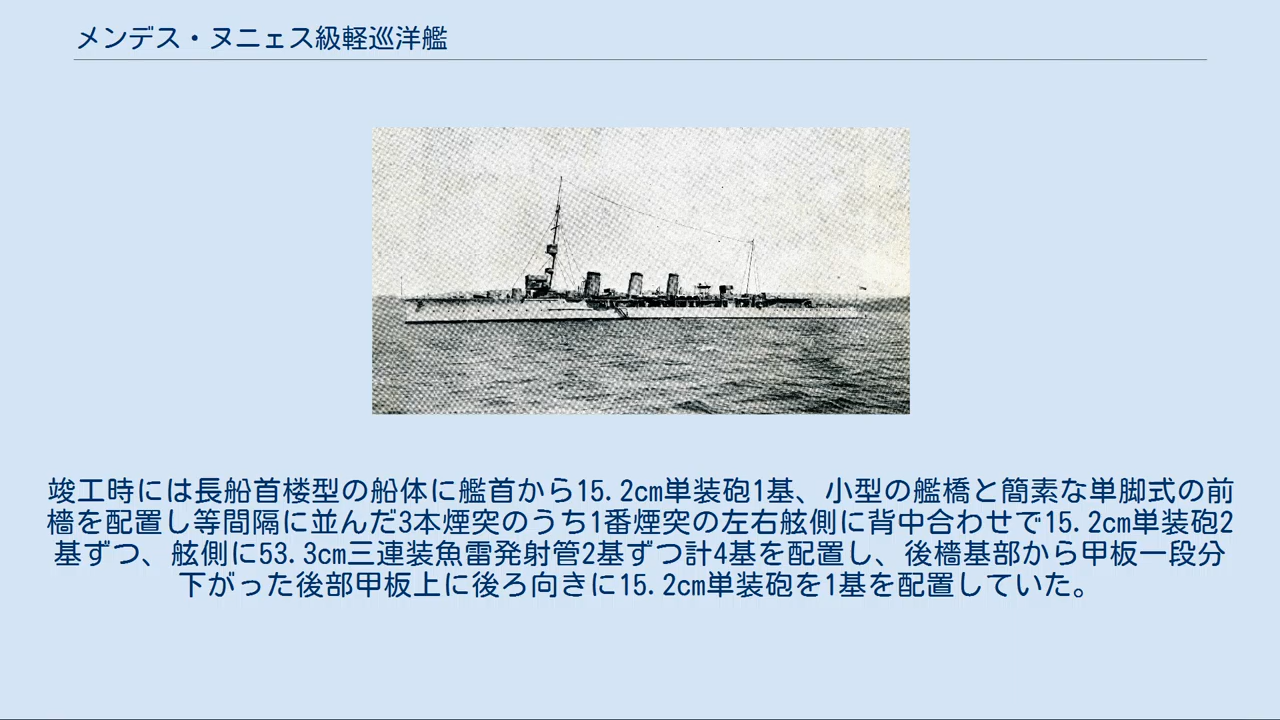 メンデス・ヌニェス級軽巡洋艦
竣工時には長船首楼型の船体に艦首から15.2cm単装砲1基、小型の艦橋と簡素な単脚式の前
檣を配置し等間隔に並んだ3本煙突のうち1番煙突の左右舷側に背中合わせで15.2cm単装砲2
基ずつ、舷側に53.3cm三連装魚雷発射管2基ずつ計4基を配置し、後檣基部から甲板一段分
下がった後部甲板上に後ろ向きに15.2cm単装砲を1基を配置していた。